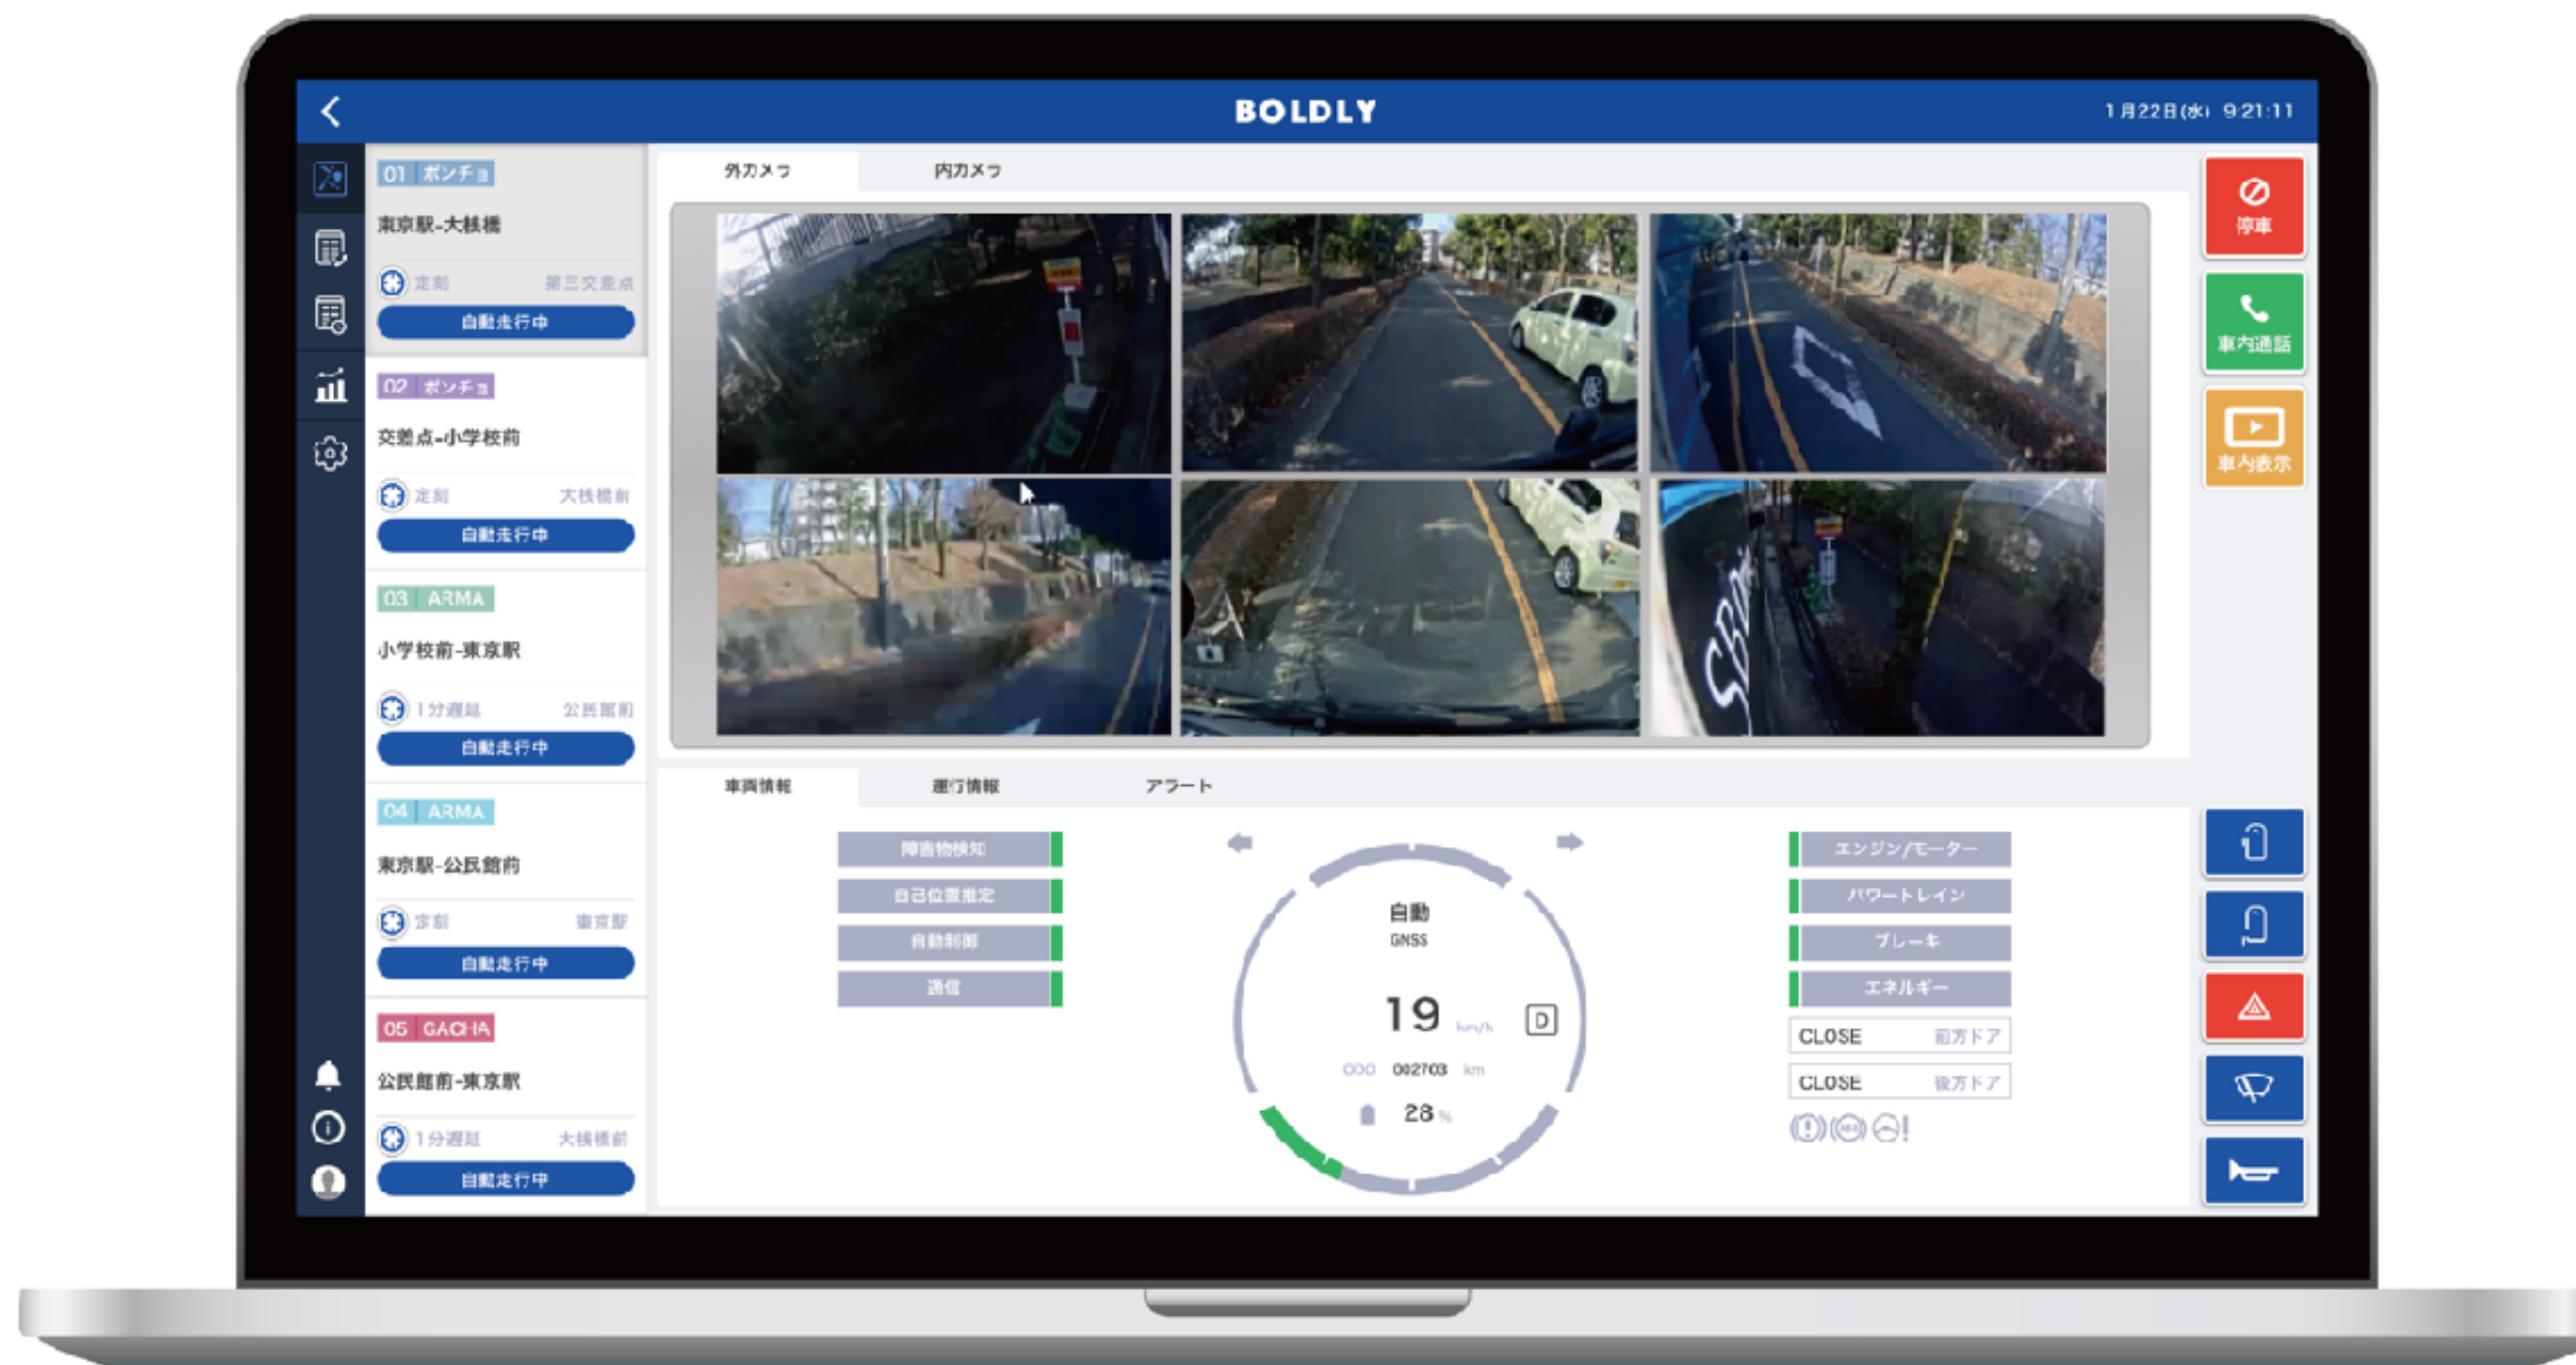 BOLDLY
1月22日(水) 9:21:11
01 ポンチョ
東京駅-大桟橋
定刻 第三交差点
自動走行中
02 ポンチョ
交差点-小学校前
定刻 大桟橋前
自動走行中
03 ARMA
小学校前-東京駅
1分遅延 公民館前
自動走行中
04 ARMA
東京駅-公民館前
定刻 東京駅
自動走行中
05 GACHA
公民館前-東京駅
1分遅延 大桟橋前
自動走行中
外カメラ 内カメラ
SBDr
車両情報 運行情報 アラート
障害物検知
自己位置推定
自動制御
通信
自動
GNSS
19 km/h D
ODO 002703 km
28 %
エンジン/モーター
パワートレイン
ブレーキ
エネルギー
CLOSE 前方ドア
CLOSE 後方ドア
停車
車内通話
車内表示